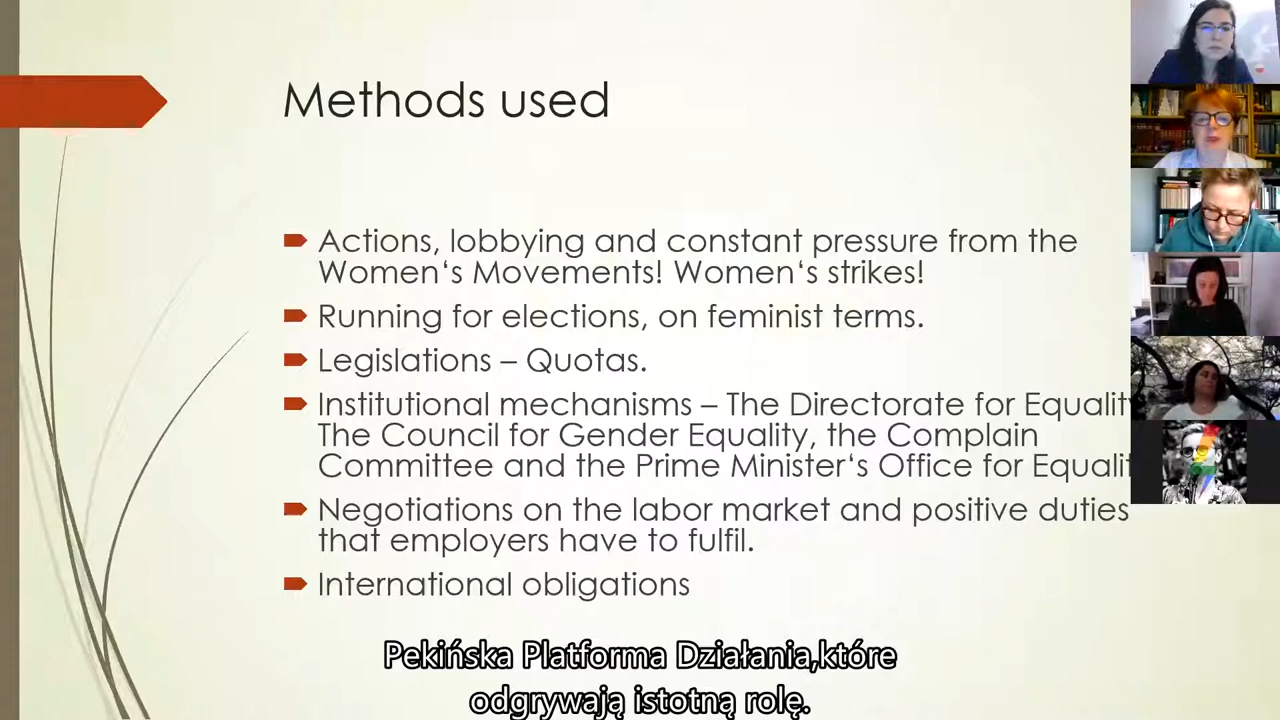 Methods used
Actions, lobbying and constant pressure from the
Women‘s Movements! Women‘s strikes!
Running for elections, on feminist terms.
Legislations – Quotas.
Institutional mechanisms – The Directorate for Equality
The Council for Gender Equality, the Complain
Committee and the Prime Minister‘s Office for Equalit
Negotiations on the labor market and positive duties
that employers have to fulfil.
International obligations
Pekińska Platforma Działania,które
odgrywają istotną rolę.